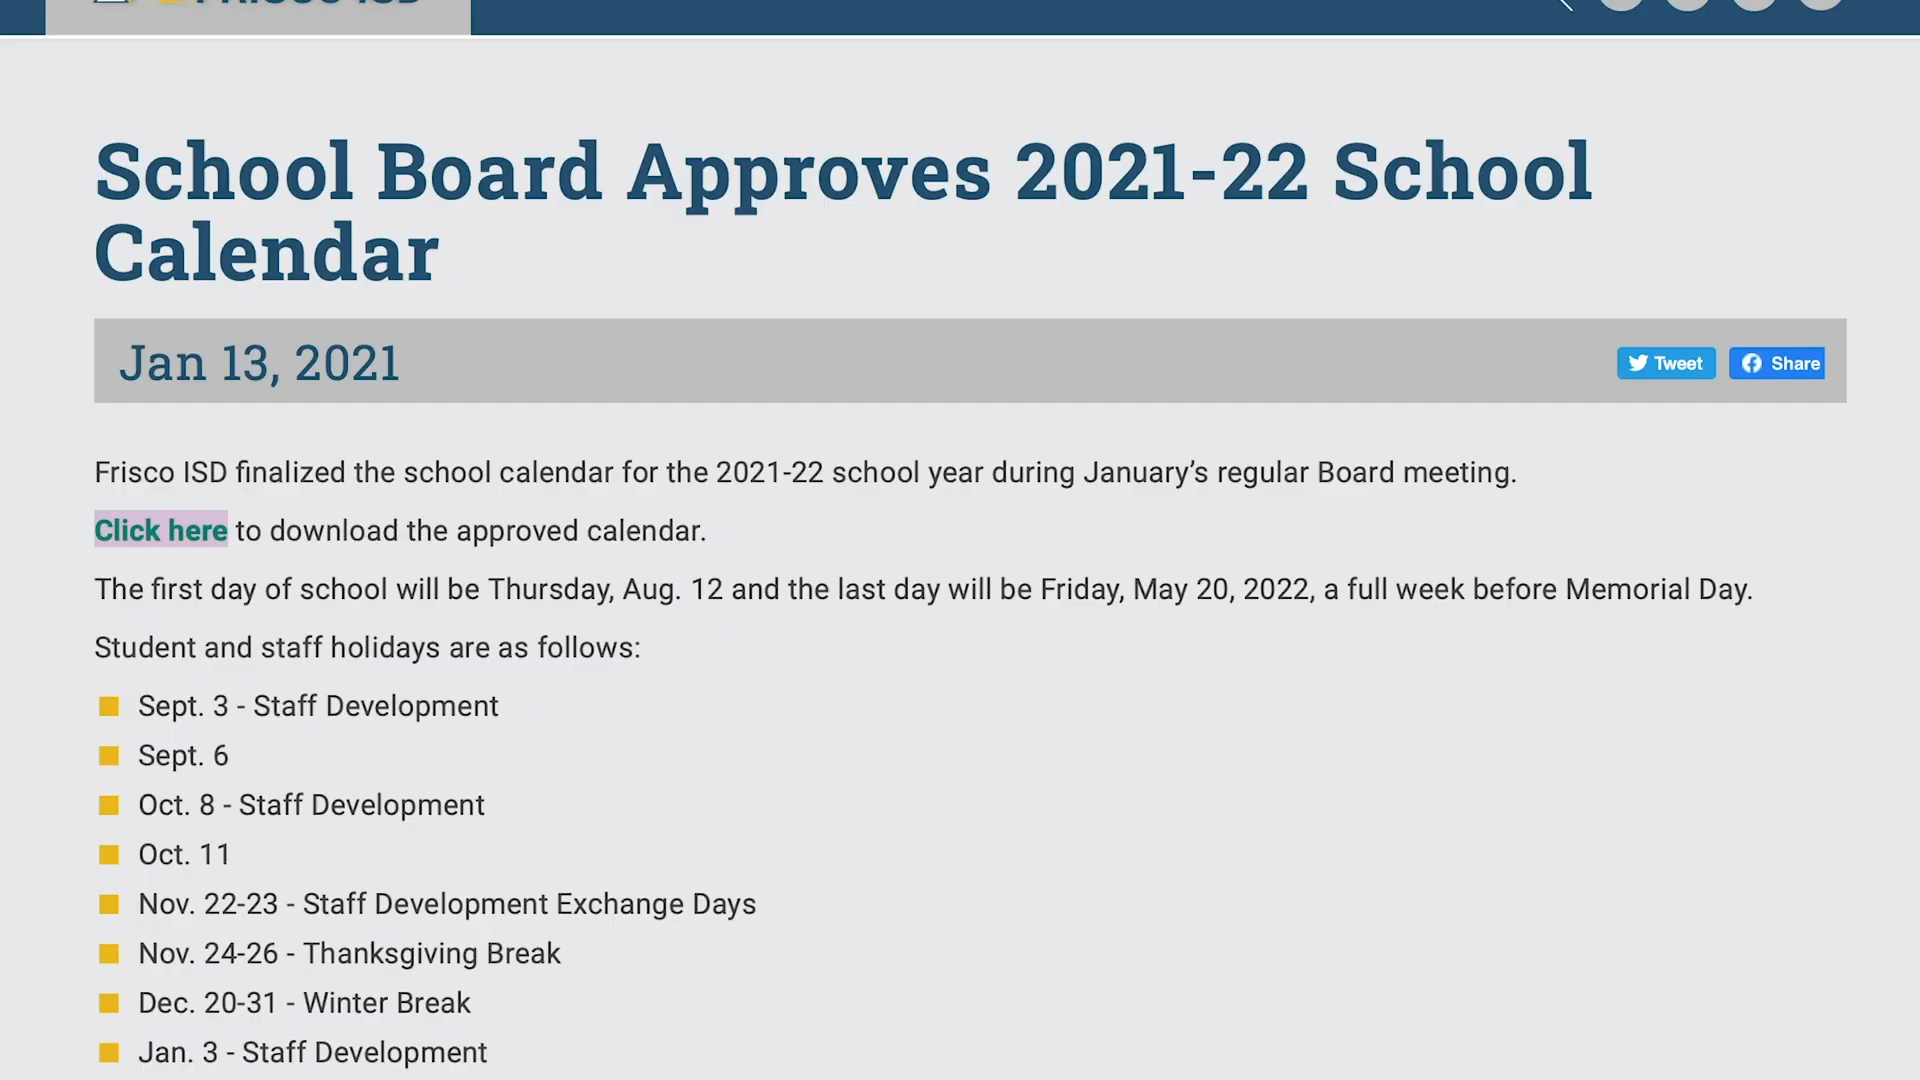 FRISCO ISD
School Board Approves 2021-22 School
Calendar
Jan 13, 2021
Tweet
Share
Frisco ISD finalized the school calendar for the 2021-22 school year during January’s regular Board meeting.
Click here to download the approved calendar.
The first day of school will be Thursday, Aug. 12 and the last day will be Friday, May 20, 2022, a full week before Memorial Day.
Student and staff holidays are as follows:
Sept. 3 - Staff Development
Sept. 6
Oct. 8 - Staff Development
Oct. 11
Nov. 22-23 - Staff Development Exchange Days
Nov. 24-26 - Thanksgiving Break
Dec. 20-31 - Winter Break
Jan. 3 - Staff Development